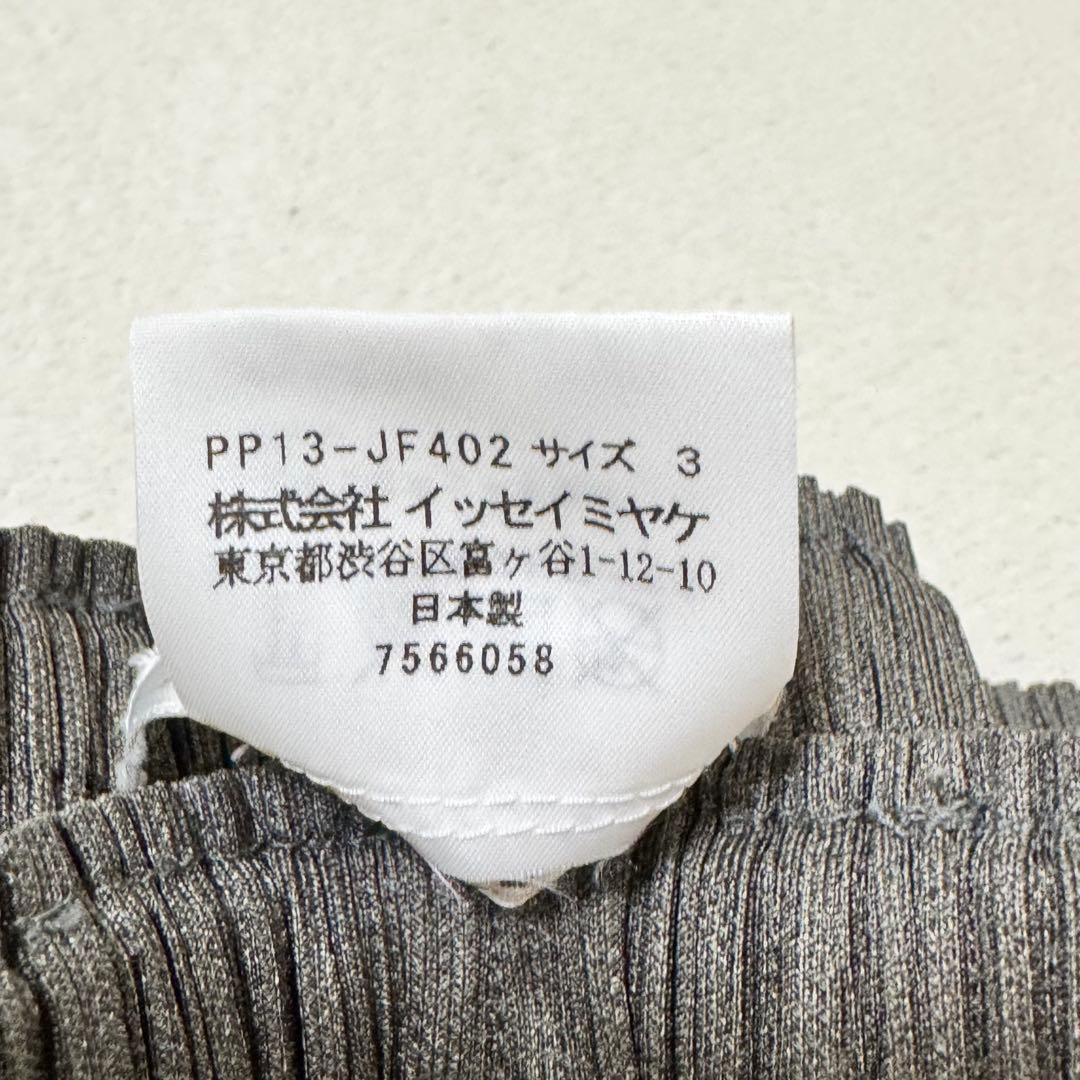 PP13-JF402 サイズ 3
株式会社 イッセイミヤケ
東京都渋谷区富ヶ谷1-12-10
日本製
7566058